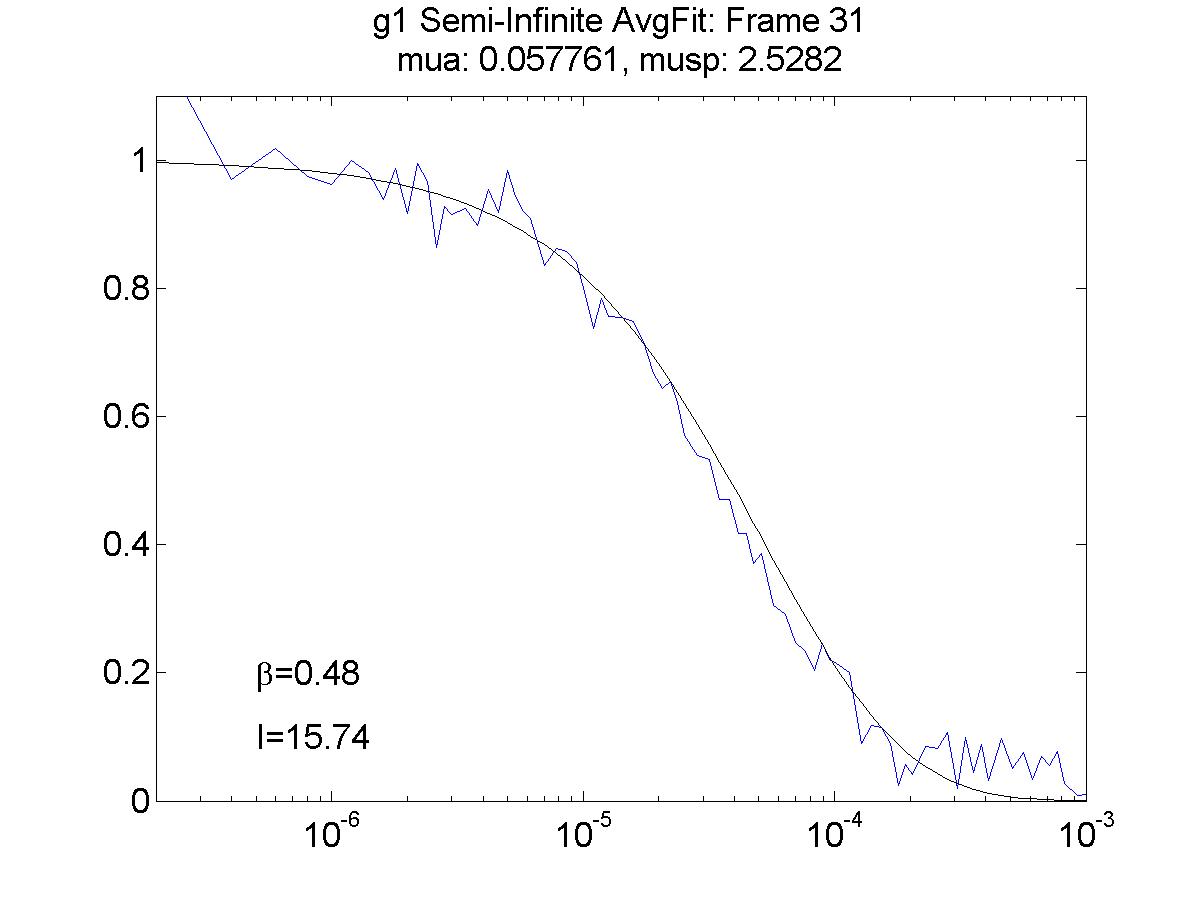 g1 Semi-Infinite AvgFit: Frame 31
mua: 0.057761, musp: 2.5282
1
0.8
0.6
0.4
0.2
0
β=0.48
I=15.74
10^-6
10^-5
10^-4
10^-3